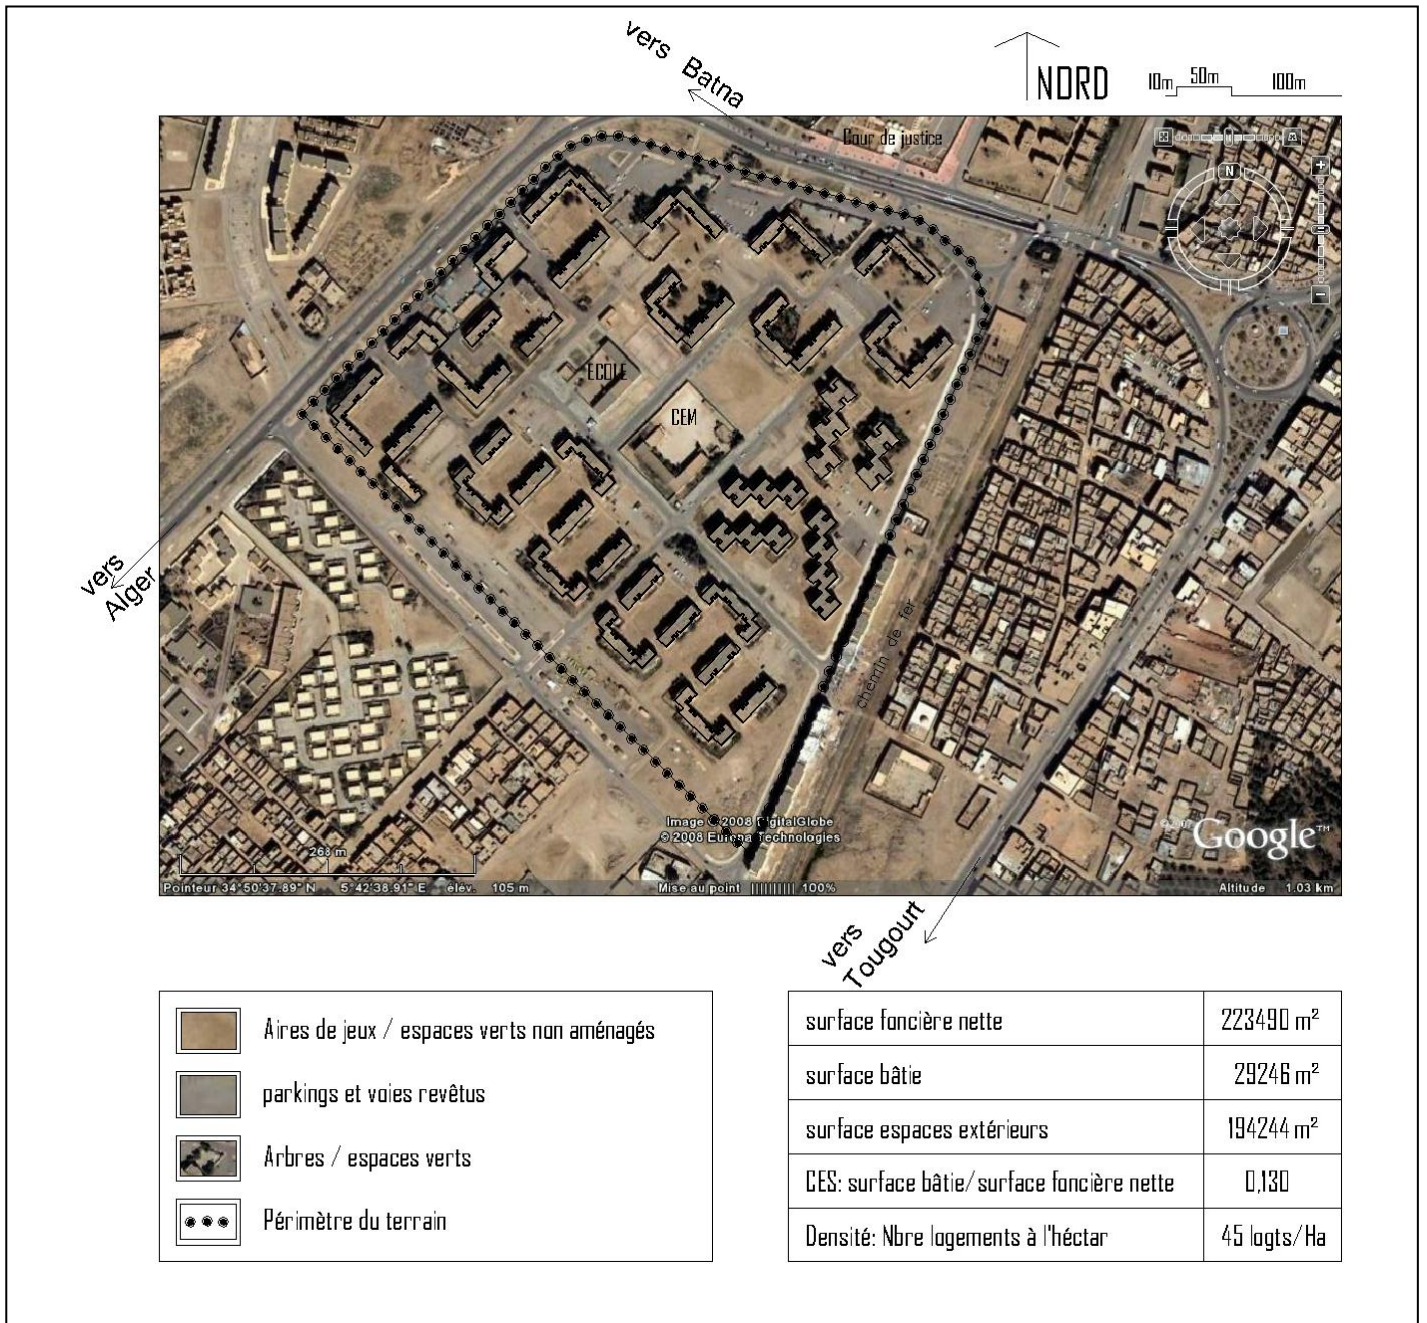 vers Batna
NORD
10m 50m 100m
Cour de justice
N
ECOLE
CEM
vers
Alger
chemin de fer
Image © 2008 DigitalGlobe
© 2008 Europa Technologies
Google™
268 m
Pointeur 34°50'37.89" N 5°42'38.91" E élév. 105 m
Mise au point 100%
Altitude 1.03 km
vers
Tougourt
Aires de jeux / espaces verts non aménagés
parkings et voies revêtus
Arbres / espaces verts
Périmètre du terrain
surface foncière nette 223490 m²
surface bâtie 29246 m²
surface espaces extérieurs 194244 m²
CES: surface bâtie/surface foncière nette 0,130
Densité: Nbre logements à l'héctar 45 logts/Ha